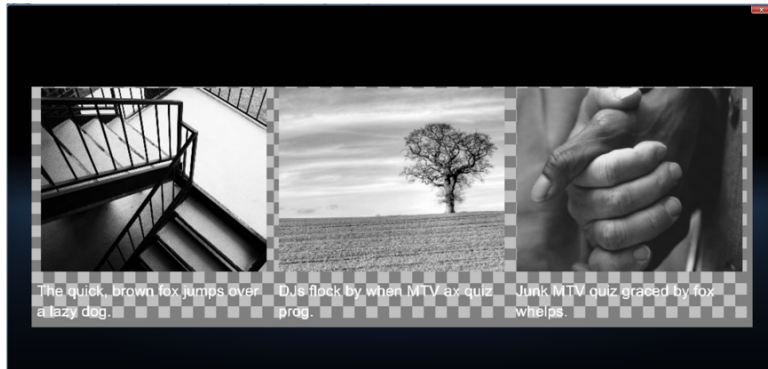 The quick, brown fox jumps over
a lazy dog.
DJs flock by when MTV ax quiz
prog.
Junk MTV quiz graced by fox
whelps.